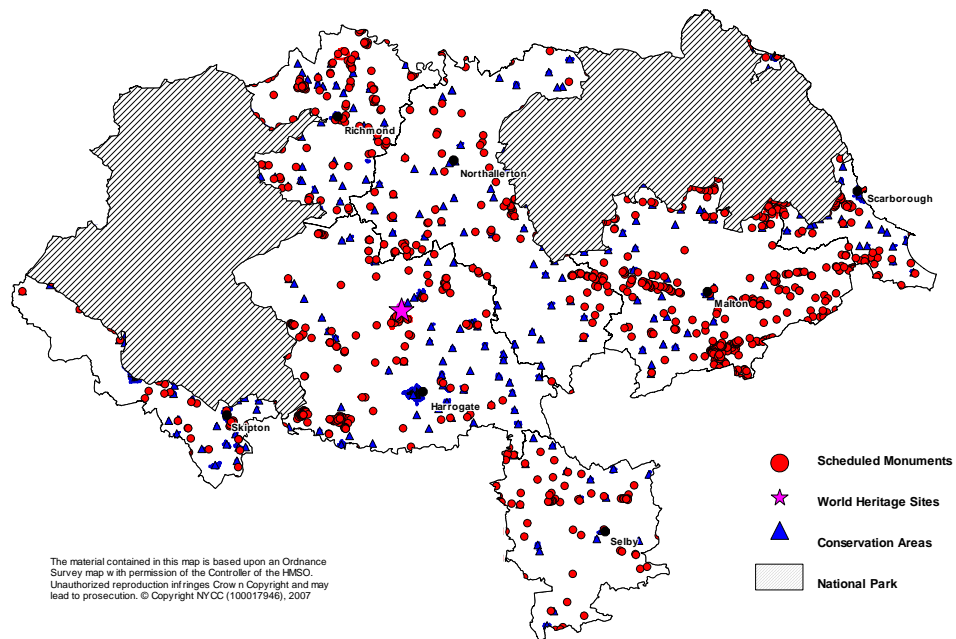 Richmond
Northallerton
Scarborough
Malton
Harrogate
Skipton
Selby
Scheduled Monuments
World Heritage Sites
Conservation Areas
National Park
The material contained in this map is based upon an Ordnance
Survey map with permission of the Controller of the HMSO.
Unauthorized reproduction infringes Crown Copyright and may
lead to prosecution. © Copyright NYCC (100017946), 2007